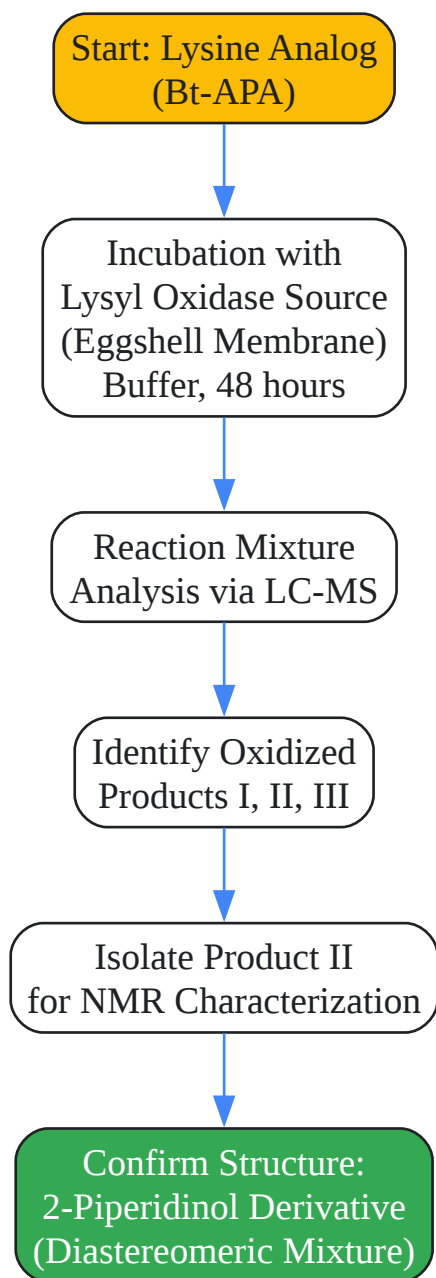 Start: Lysine Analog
(Bt-APA)
Incubation with
Lysyl Oxidase Source
(Eggshell Membrane)
Buffer, 48 hours
Reaction Mixture
Analysis via LC-MS
Identify Oxidized
Products I, II, III
Isolate Product II
for NMR Characterization
Confirm Structure:
2-Piperidinol Derivative
(Diastereomeric Mixture)